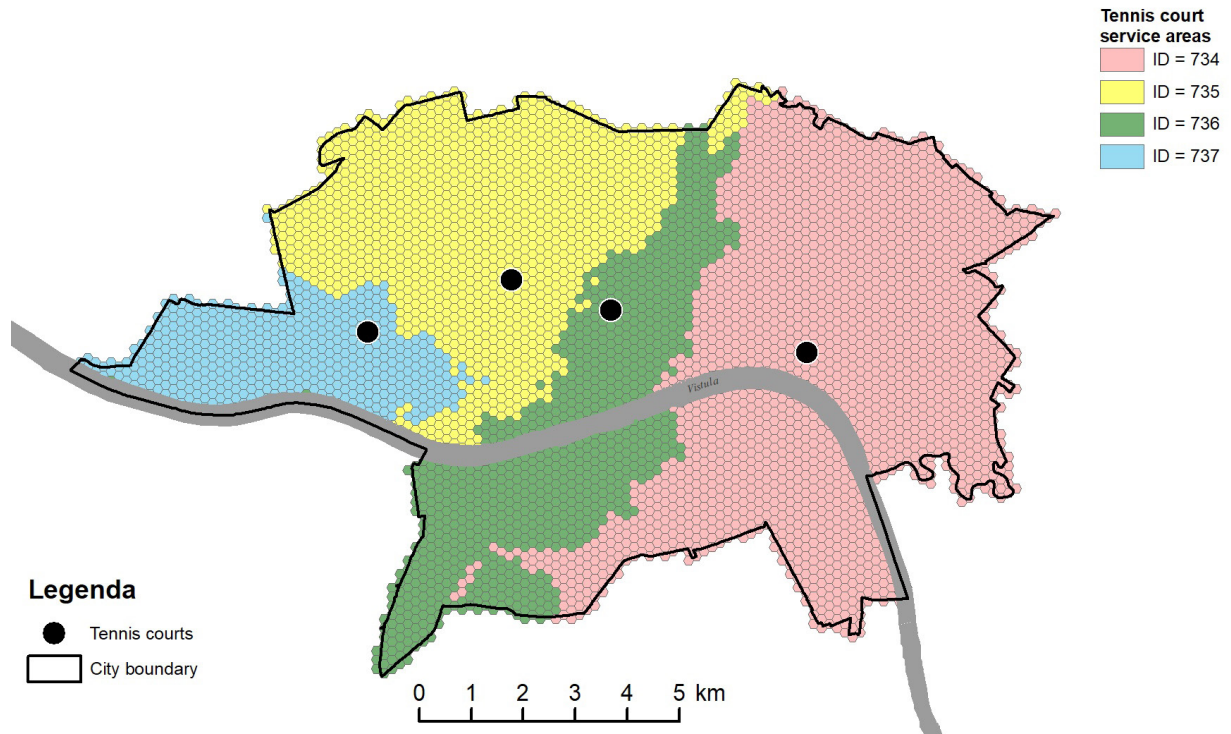 Tennis court
service areas
ID = 734
ID = 735
ID = 736
ID = 737
Vistula
Legenda
Tennis courts
City boundary
0 1 2 3 4 5 km